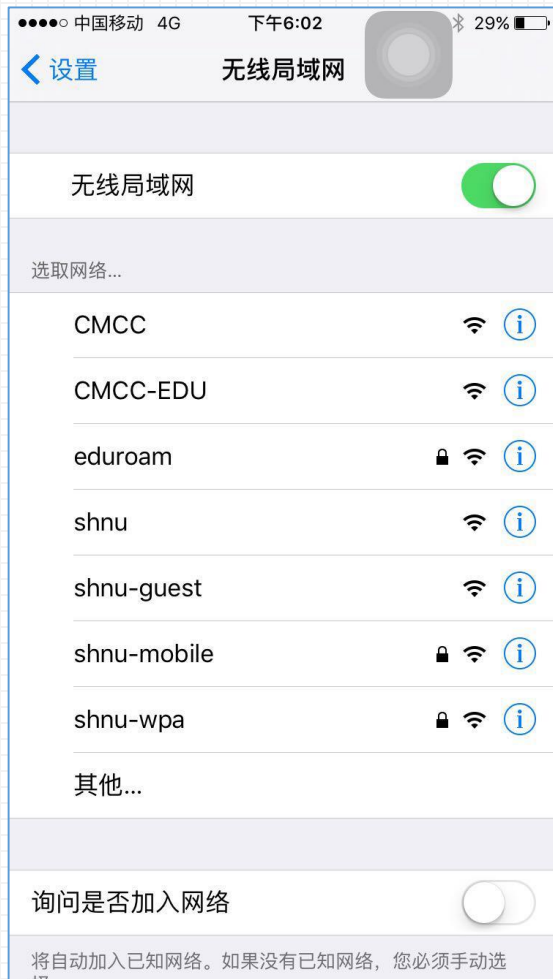 中国移动 4G 下午6:02 29%
设置 无线局域网
无线局域网
选取网络...
CMCC
CMCC-EDU
eduroam
shnu
shnu-guest
shnu-mobile
shnu-wpa
其他...
询问是否加入网络
将自动加入已知网络。如果没有已知网络，您必须手动选